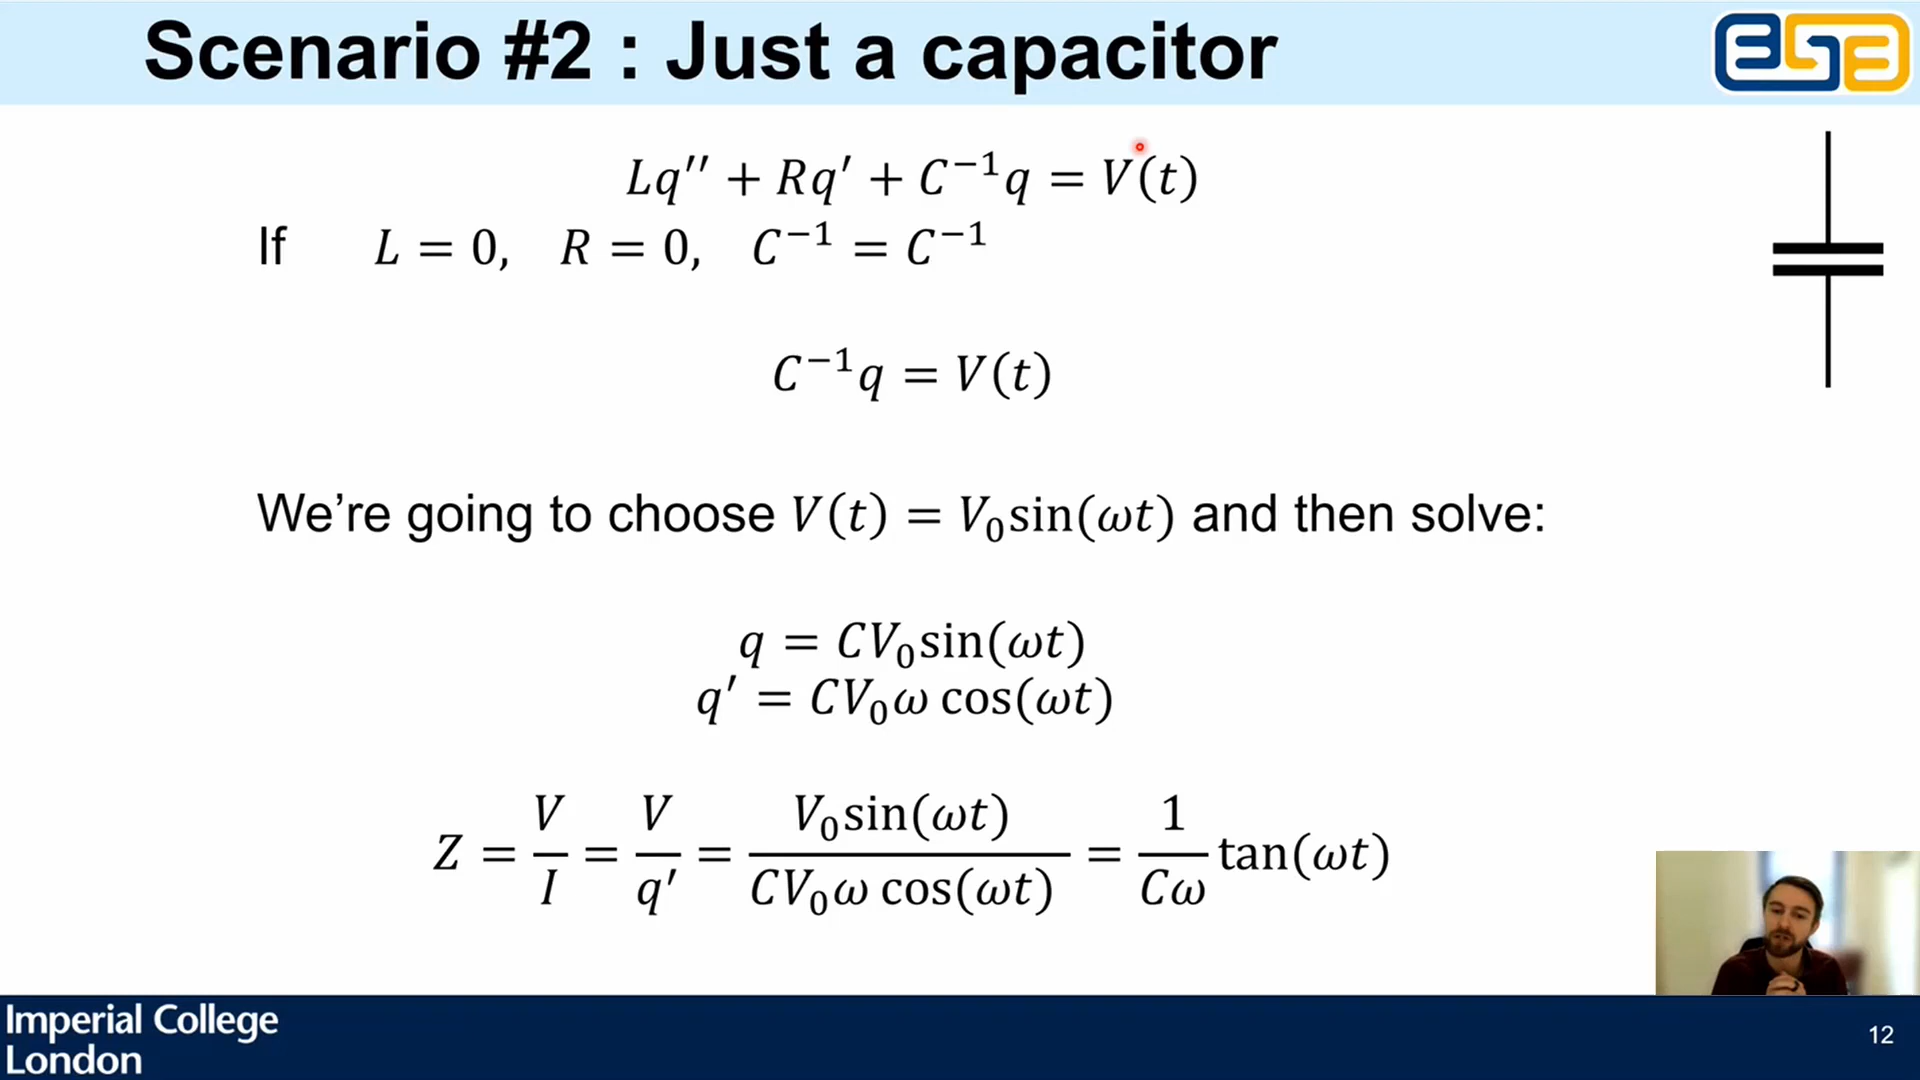 Scenario #2 : Just a capacitor
Lq′′ + Rq′ + C⁻¹q = V(t)
If L = 0, R = 0, C⁻¹ = C⁻¹
C⁻¹q = V(t)
We’re going to choose V(t) = V₀sin(ωt) and then solve:
q = CV₀sin(ωt)
q′ = CV₀ω cos(ωt)
Z = V/I = V/q′ = V₀sin(ωt)/CV₀ω cos(ωt) = 1/Cω tan(ωt)
Imperial College
London
12